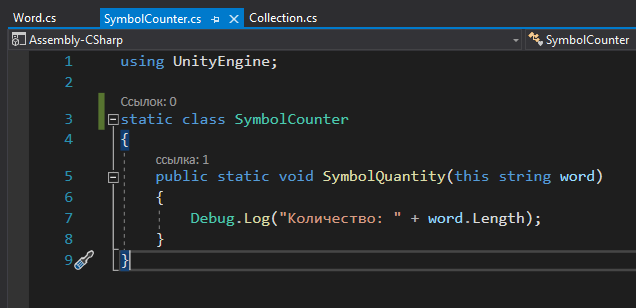 Word.cs SymbolCounter.cs Collection.cs
Assembly-CSharp SymbolCounter
1 using UnityEngine;
2
Ссылок: 0
3 static class SymbolCounter
4 {
ссылка: 1
5 public static void SymbolQuantity(this string word)
6 {
7 Debug.Log("Количество: " + word.Length);
8 }
9 }